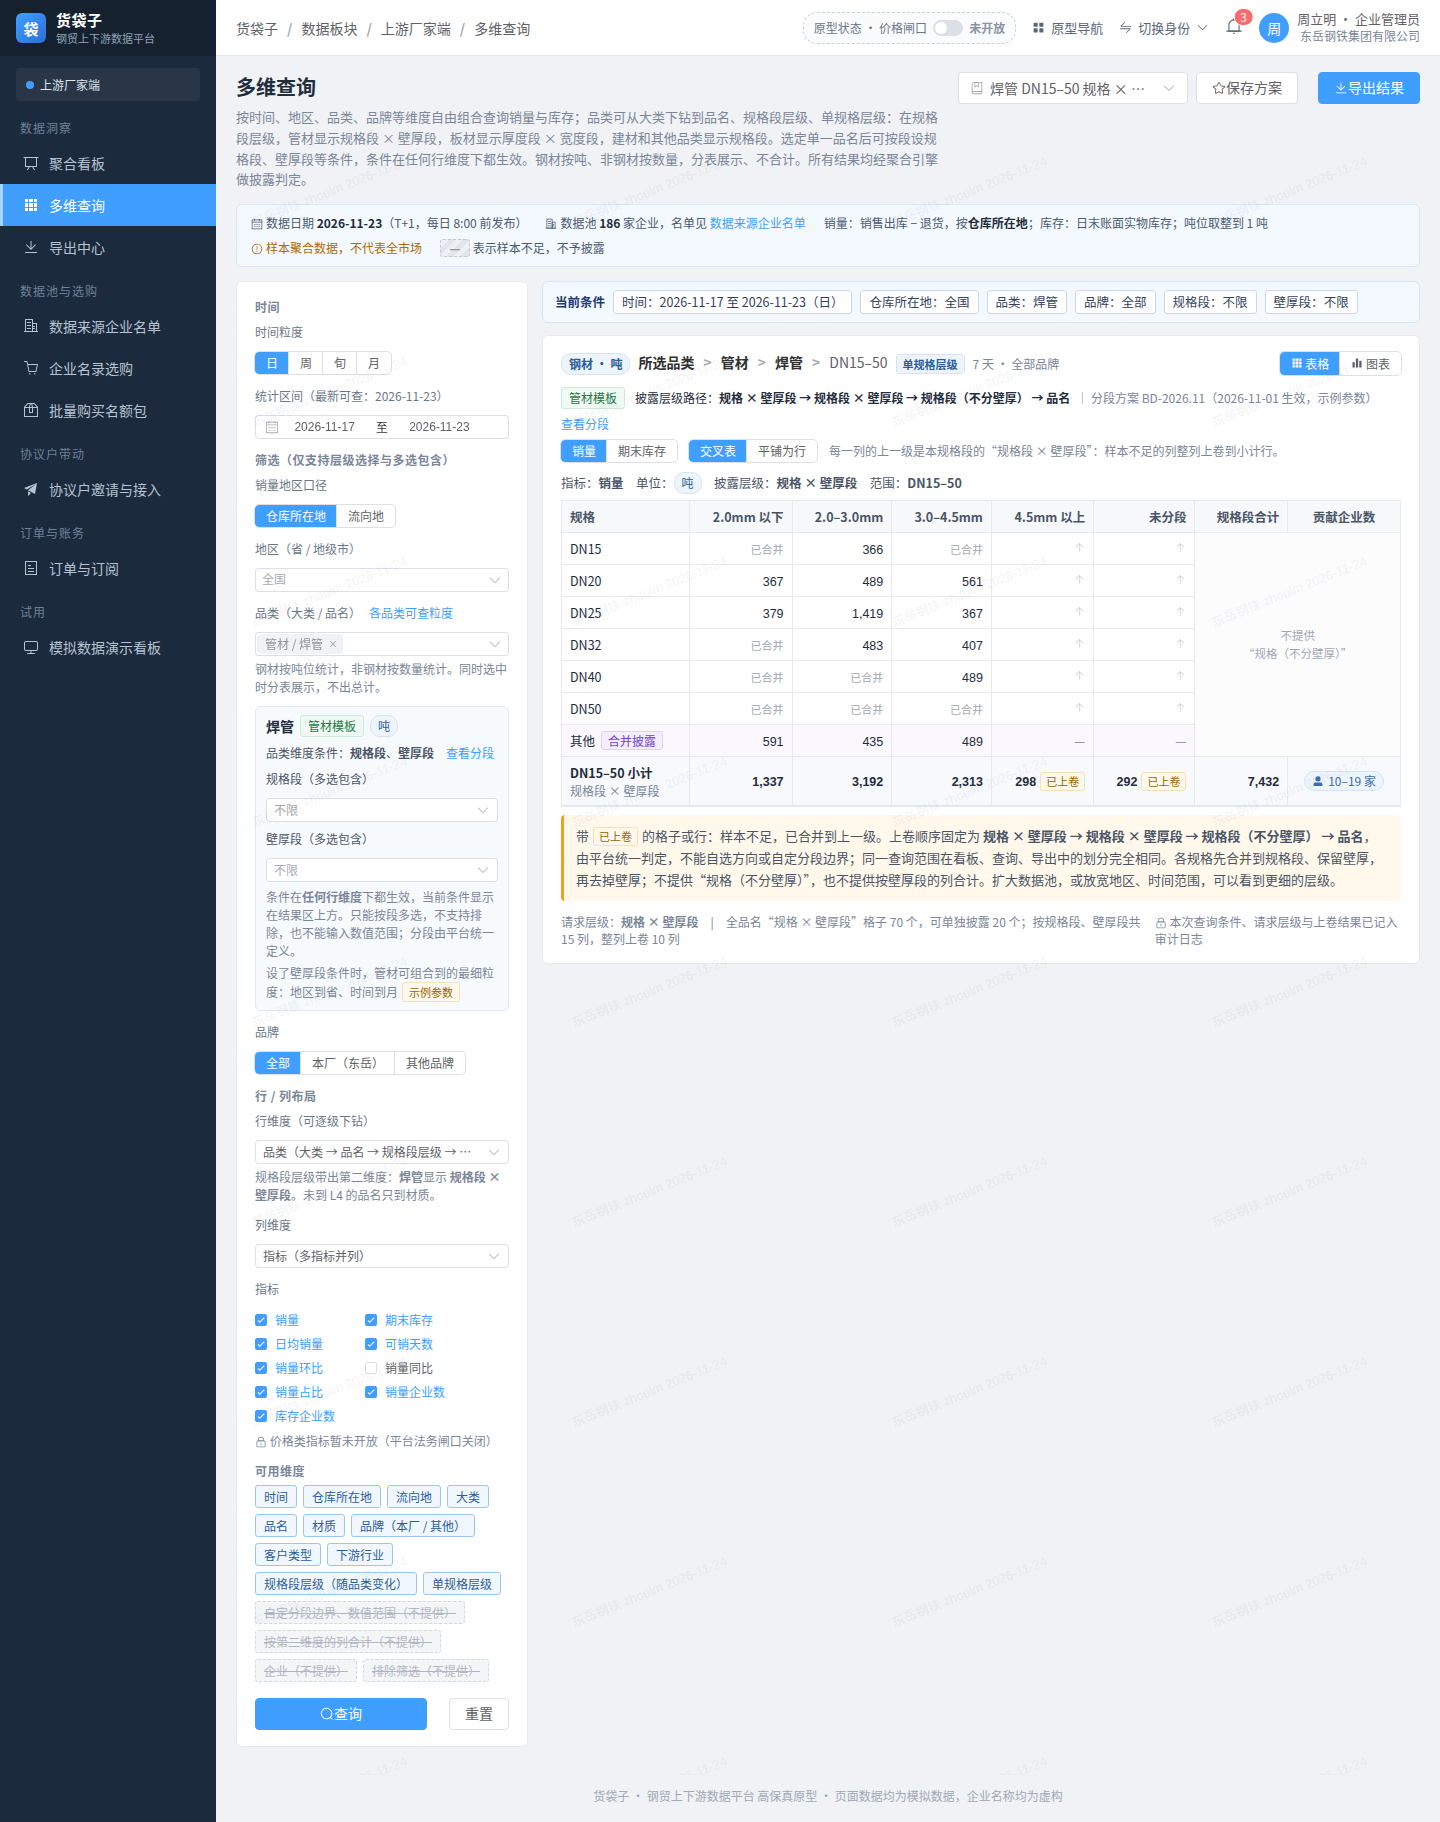 袋
货袋子
钢贸上下游数据平台
上游厂家端
数据洞察
聚合看板
多维查询
导出中心
数据池与选购
数据来源企业名单
企业名录选购
批量购买名额包
协议户带动
协议户邀请与接入
订单与账务
订单与订阅
试用
模拟数据演示看板
货袋子 / 数据板块 / 上游厂家端 / 多维查询
原型状态 · 价格闸口 未开放
原型导航
切换身份
3
周
周立明 · 企业管理员
东岳钢铁集团有限公司
多维查询
按时间、地区、品类、品牌等维度自由组合查询销量与库存；品类可从大类下钻到品名、规格段层级、单规格层级：在规格
段层级，管材显示规格段 × 壁厚段，板材显示厚度段 × 宽度段，建材和其他品类显示规格段。选定单一品名后可按段设规
格段、壁厚段等条件，条件在任何行维度下都生效。钢材按吨、非钢材按数量，分表展示、不合计。所有结果均经聚合引擎
做披露判定。
焊管 DN15–50 规格 × ···
保存方案
导出结果
数据日期 2026-11-23（T+1，每日 8:00 前发布）
数据池 186 家企业，名单见 数据来源企业名单
销量：销售出库 – 退货，按仓库所在地；库存：日末账面实物库存；吨位取整到 1 吨
样本聚合数据，不代表全市场
— 表示样本不足，不予披露
时间
时间粒度
日 周 旬 月
统计区间（最新可查：2026-11-23）
2026-11-17 至 2026-11-23
筛选（仅支持层级选择与多选包含）
销量地区口径
仓库所在地 流向地
地区（省 / 地级市）
全国
品类（大类 / 品名） 各品类可查粒度
管材 / 焊管 ×
钢材按吨位统计，非钢材按数量统计。同时选中
时分表展示，不出总计。
焊管 管材模板 吨
品类维度条件：规格段、壁厚段 查看分段
规格段（多选包含）
不限
壁厚段（多选包含）
不限
条件在任何行维度下都生效，当前条件显示
在结果区上方。只能按段多选，不支持排
除，也不能输入数值范围；分段由平台统一
定义。
设了壁厚段条件时，管材可组合到的最细粒
度：地区到省、时间到月 示例参数
品牌
全部 本厂（东岳） 其他品牌
行 / 列布局
行维度（可逐级下钻）
品类（大类 → 品名 → 规格段层级 → ···
规格段层级带出第二维度：焊管显示 规格段 ×
壁厚段。未到 L4 的品名只到材质。
列维度
指标（多指标并列）
指标
销量 期末库存
日均销量 可销天数
销量环比 销量同比
销量占比 销量企业数
库存企业数
价格类指标暂未开放（平台法务闸口关闭）
可用维度
时间 仓库所在地 流向地 大类
品名 材质 品牌（本厂 / 其他）
客户类型 下游行业
规格段层级（随品类变化） 单规格层级
自定分段边界、数值范围（不提供）
按第二维度的列合计（不提供）
企业（不提供） 排除筛选（不提供）
查询 重置
当前条件 时间：2026-11-17 至 2026-11-23（日） 仓库所在地：全国 品类：焊管 品牌：全部 规格段：不限 壁厚段：不限
钢材 · 吨 所选品类 > 管材 > 焊管 > DN15–50 单规格层级 7 天 · 全部品牌
表格 图表
管材模板 披露层级路径：规格 × 壁厚段 → 规格段 × 壁厚段 → 规格段（不分壁厚） → 品名 | 分段方案 BD-2026.11（2026-11-01 生效，示例参数）
查看分段
销量 期末库存 交叉表 平铺为行 每一列的上一级是本规格段的“规格段 × 壁厚段”：样本不足的列整列上卷到小计行。
指标：销量 单位：吨 披露层级：规格 × 壁厚段 范围：DN15–50
规格 2.0mm 以下 2.0–3.0mm 3.0–4.5mm 4.5mm 以上 未分段 规格段合计 贡献企业数
DN15 已合并 366 已合并 ↑ ↑
DN20 367 489 561 ↑ ↑
DN25 379 1,419 367 ↑ ↑
DN32 已合并 483 407 ↑ ↑
不提供
“规格（不分壁厚）”
DN40 已合并 已合并 489 ↑ ↑
DN50 已合并 已合并 已合并 ↑ ↑
其他 合并披露 591 435 489 — —
DN15–50 小计
规格段 × 壁厚段
1,337 3,192 2,313 298 已上卷 292 已上卷 7,432 10–19 家
带 已上卷 的格子或行：样本不足，已合并到上一级。上卷顺序固定为 规格 × 壁厚段 → 规格段 × 壁厚段 → 规格段（不分壁厚） → 品名，
由平台统一判定，不能自选方向或自定分段边界；同一查询范围在看板、查询、导出中的划分完全相同。各规格先合并到规格段、保留壁厚段，
再去掉壁厚；不提供“规格（不分壁厚）”，也不提供按壁厚段的列合计。扩大数据池，或放宽地区、时间范围，可以看到更细的层级。
请求层级：规格 × 壁厚段 | 全品名“规格 × 壁厚段”格子 70 个，可单独披露 20 个；按规格段、壁厚段共
15 列，整列上卷 10 列
本次查询条件、请求层级与上卷结果已记入
审计日志
东岳钢铁 zhoulm 2026-11-24
货袋子 · 钢贸上下游数据平台 高保真原型 · 页面数据均为模拟数据，企业名称均为虚构